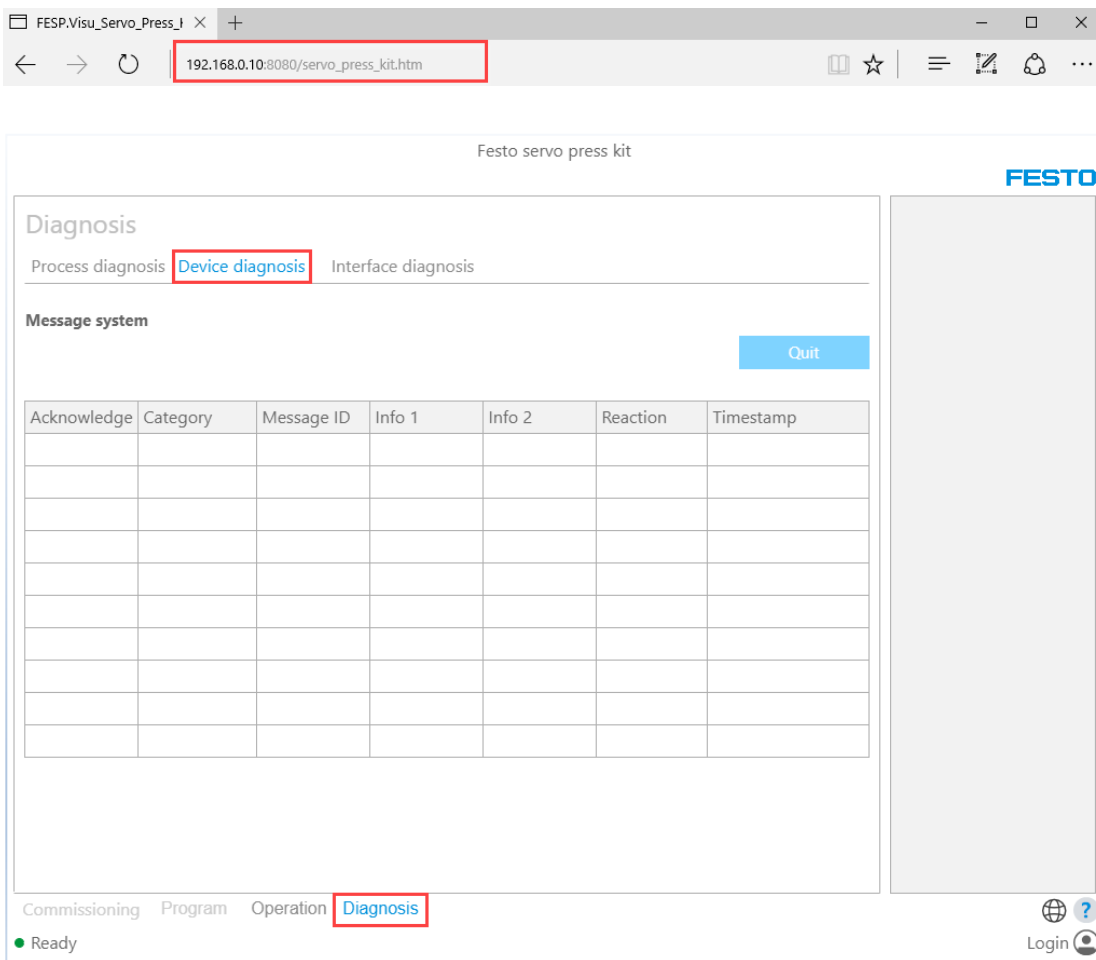 FESP.Visu_Servo_Press_
192.168.0.10:8080/servo_press_kit.htm
Festo servo press kit
FESTO
Diagnosis
Process diagnosis Device diagnosis Interface diagnosis
Message system
Quit
Acknowledge Category Message ID Info 1 Info 2 Reaction Timestamp
Commissioning Program Operation Diagnosis
?
Ready Login